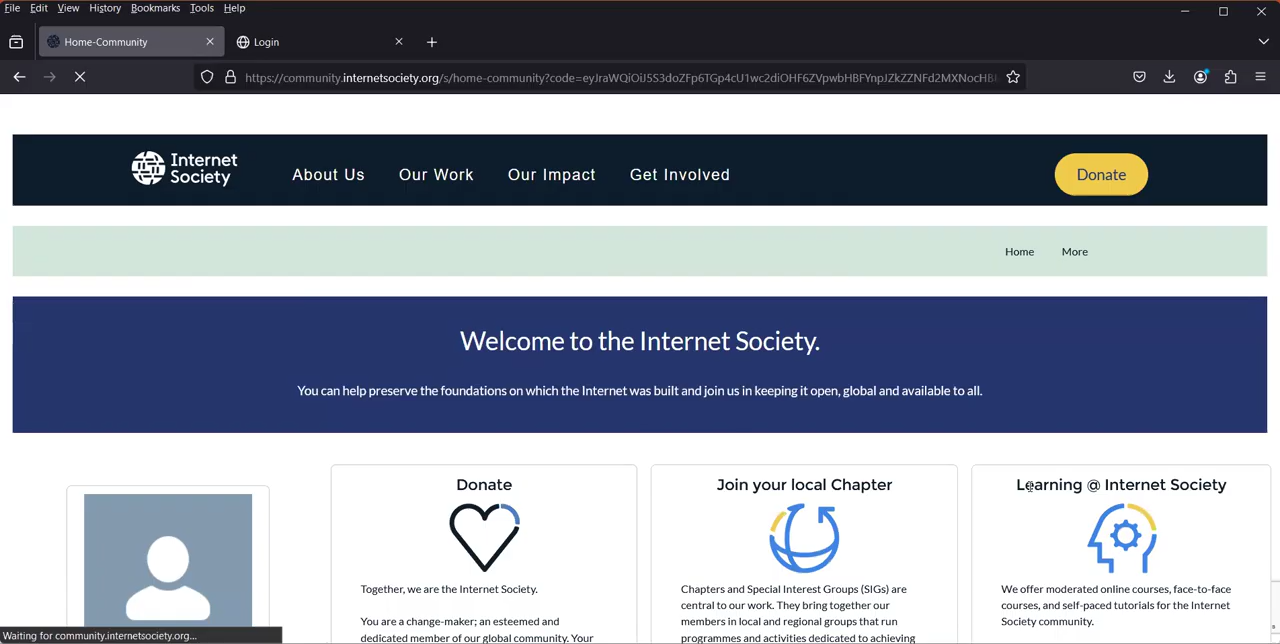 File Edit View History Bookmarks Tools Help
Home-Community
Login
https://community.internetsociety.org/s/home-community?code=
Internet
Society
About Us
Our Work
Our Impact
Get Involved
Donate
Home
More
Welcome to the Internet Society.
You can help preserve the foundations on which the Internet was built and join us in keeping it open, global and available to all.
Donate
Together, we are the Internet Society.
You are a change-maker; an esteemed and
dedicated member of our global community. Your
Join your local Chapter
Chapters and Special Interest Groups (SIGs) are
central to our work. They bring together our
members in local and regional groups that run
programmes and activities dedicated to achieving
Learning @ Internet Society
We offer moderated online courses, face-to-face
courses, and self-paced tutorials for the Internet
Society community.
Waiting for community.internetsociety.org...